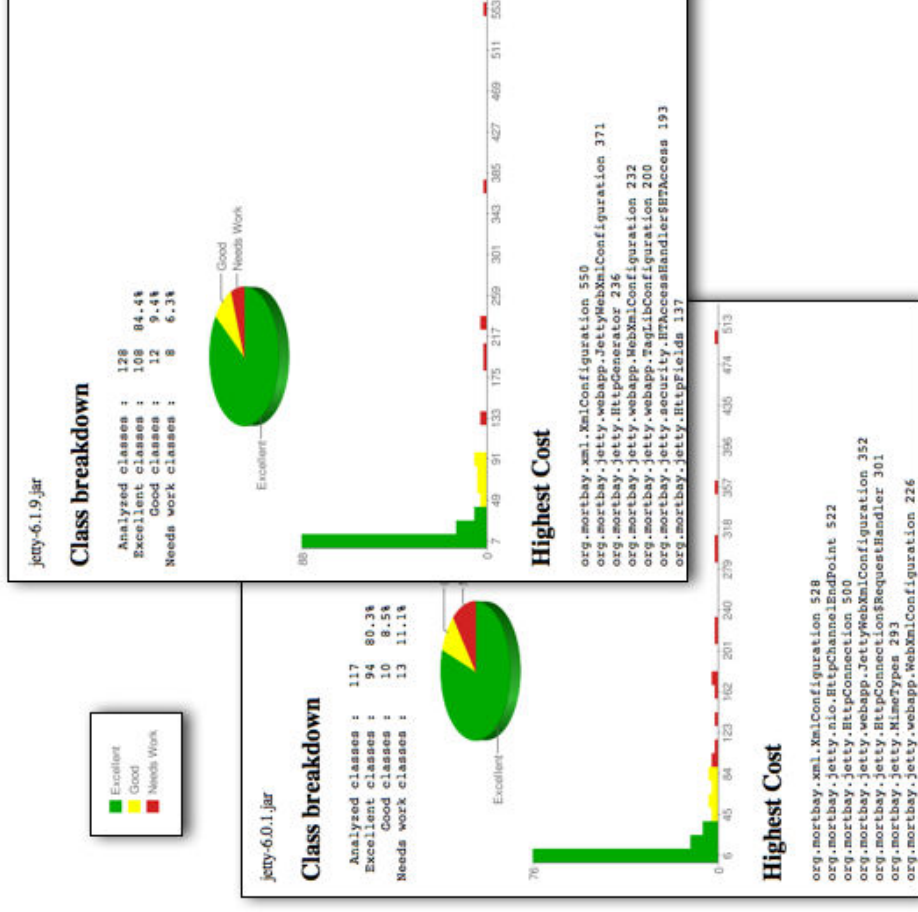 Excellent
Good
Needs Work
jetty-6.0.1.jar
Class breakdown
Analyzed classes : 117
Excellent classes : 94 80.3%
Good classes : 10 8.5%
Needs work classes : 13 11.1%
Excellent
76
0
6 45 84 123 162 201 240 279 318 357 396 435 474 513
Highest Cost
org.mortbay.xml.XmlConfiguration 528
org.mortbay.jetty.nio.HttpChannelEndPoint 522
org.mortbay.jetty.HttpConnection 500
org.mortbay.jetty.webapp.JettyWebXmlConfiguration 352
org.mortbay.jetty.HttpConnection$RequestHandler 301
org.mortbay.jetty.MimeTypes 293
org.mortbay.jetty.webapp.WebXmlConfiguration 226
jetty-6.1.9.jar
Class breakdown
Analyzed classes : 128
Excellent classes : 108 84.4%
Good classes : 12 9.4%
Needs work classes : 8 6.3%
Good
Needs Work
Excellent
88
0
7 49 91 133 175 217 259 301 343 385 427 469 511 553
Highest Cost
org.mortbay.xml.XmlConfiguration 550
org.mortbay.jetty.webapp.JettyWebXmlConfiguration 371
org.mortbay.jetty.HttpGenerator 236
org.mortbay.jetty.webapp.WebXmlConfiguration 232
org.mortbay.jetty.webapp.TagLibConfiguration 200
org.mortbay.jetty.security.HTAccessHandler$HTAccess 193
org.mortbay.jetty.HttpFields 137